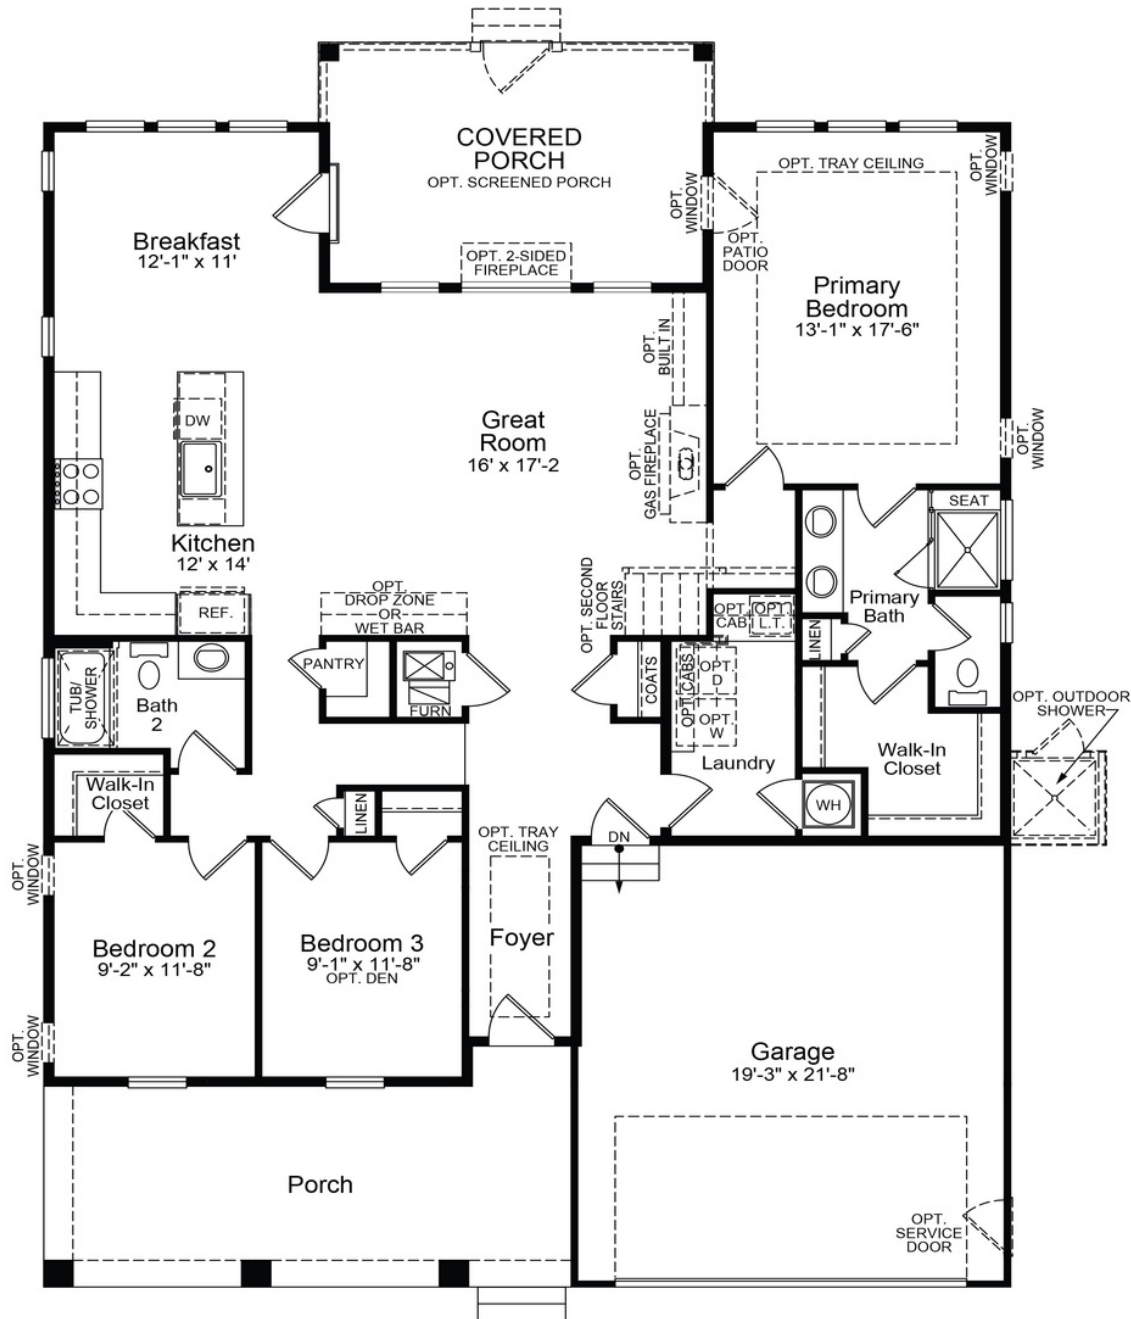 COVERED
PORCH
OPT. SCREENED PORCH
OPT. TRAY CEILING
OPT.
WINDOW
OPT.
WINDOW
OPT.
PATIO
DOOR
Breakfast
12'-1" x 11'
OPT. 2-SIDED
FIREPLACE
Primary
Bedroom
13'-1" x 17'-6"
OPT.
BUILT IN
DW
Great
Room
16' x 17'-2
OPT.
GAS FIREPLACE
OPT.
WINDOW
SEAT
Kitchen
12' x 14'
OPT.
DROP ZONE
OR
WET BAR
OPT. SECOND
FLOOR
STAIRS
REF.
OPT.
CAB
OPT.
L.T.
Primary
Bath
LINEN
PANTRY
FURN
COATS
OPT. CABS
OPT.
D
OPT.
W
TUB/
SHOWER
Bath
2
OPT. OUTDOOR
SHOWER
Laundry
Walk-In
Closet
Walk-In
Closet
WH
LINEN
OPT. TRAY
CEILING
DN
OPT.
WINDOW
Bedroom 2
9'-2" x 11'-8"
Bedroom 3
9'-1" x 11'-8"
OPT. DEN
Foyer
OPT.
WINDOW
Garage
19'-3" x 21'-8"
Porch
OPT.
SERVICE
DOOR